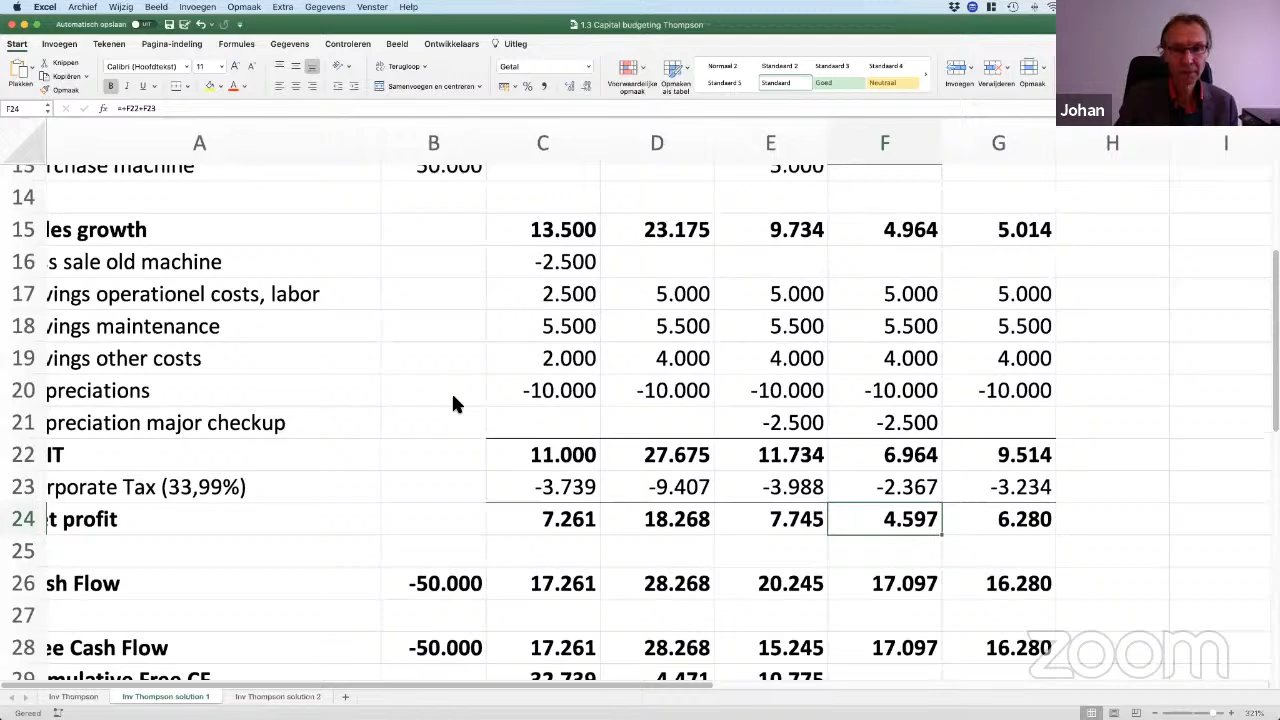 Excel Archief Bewerken Wijzig Beeld Invoegen Opmaak Extra Gegevens Venster Help
Automatisch opslaan UIT 1.3 Capital budgeting Thompson
Start Invoegen Tekenen Pagina-indeling Formules Gegevens Controleren Beeld Ontwikkelaars Uitleg
Plakken Knippen Kopiëren Opmaak Calibri (Hoofdtekst) 11 B I U Terugloop Samenvoegen en centreren Getal Voorwaardelijke opmaak Opmaken als tabel Normaal 2 Standaard 2 Standaard 3 Standaard 4 Standaard 5 Standaard Goed Neutraal Invoegen Verwijderen Opmaak
Johan
F24 fx =+F22+F23
A B C D E F G H I
13 rchase machine 50.000 5.000
14
15 les growth 13.500 23.175 9.734 4.964 5.014
16 s sale old machine -2.500
17 vings operationel costs, labor 2.500 5.000 5.000 5.000 5.000
18 vings maintenance 5.500 5.500 5.500 5.500 5.500
19 vings other costs 2.000 4.000 4.000 4.000 4.000
20 preciations -10.000 -10.000 -10.000 -10.000 -10.000
21 preciation major checkup -2.500 -2.500
22 IT 11.000 27.675 11.734 6.964 9.514
23 rporate Tax (33,99%) -3.739 -9.407 -3.988 -2.367 -3.234
24 et profit 7.261 18.268 7.745 4.597 6.280
25
26 sh Flow -50.000 17.261 28.268 20.245 17.097 16.280
27
28 ee Cash Flow -50.000 17.261 28.268 15.245 17.097 16.280
29 mulative Free CF 32.739 4.471 10.775
zoom
Inv Thompson Inv Thompson solution 1 Inv Thompson solution 2 +
Gereed 321%